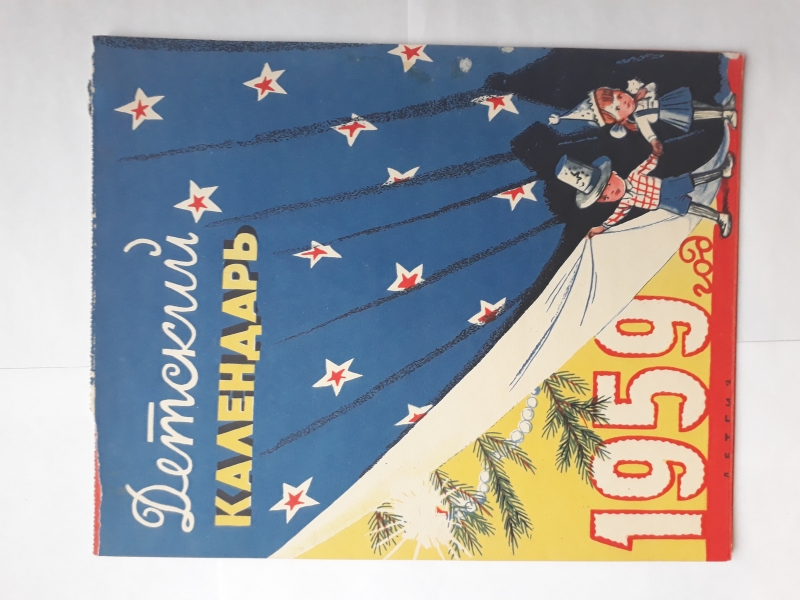 Детский
КАЛЕНДАРЬ
1959
год
ДЕТГИЗ